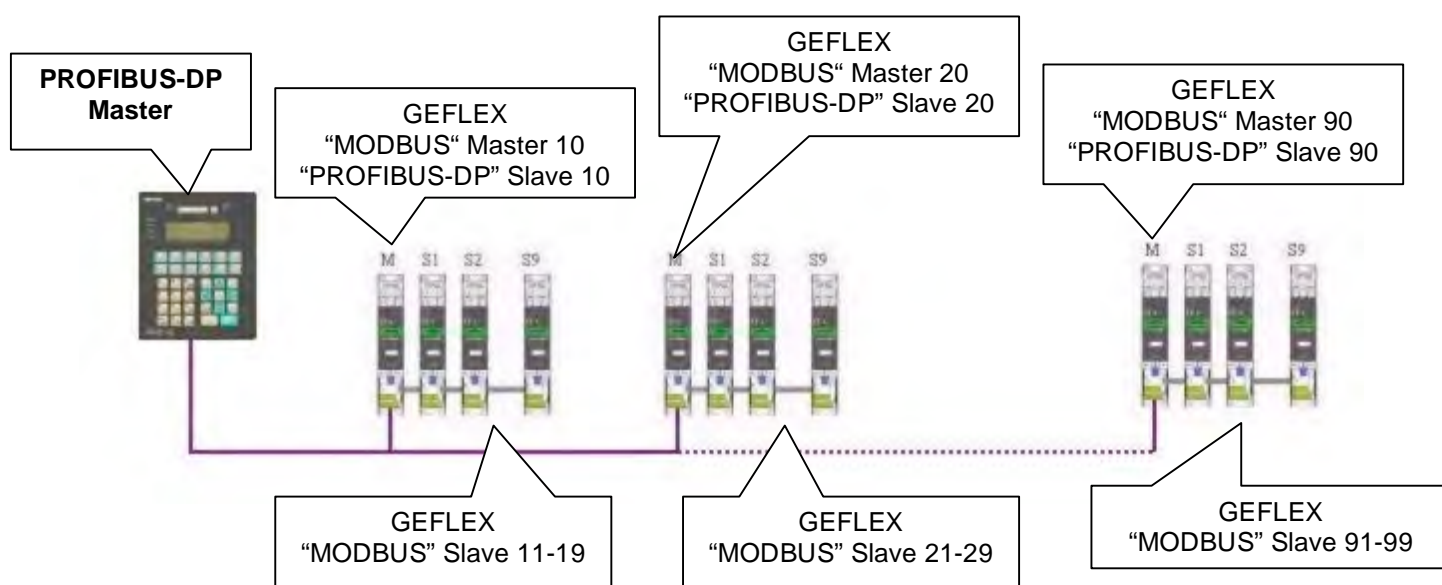 PROFIBUS-DP
Master
GEFLEX
“MODBUS“ Master 10
“PROFIBUS-DP” Slave 10
GEFLEX
“MODBUS“ Master 20
“PROFIBUS-DP” Slave 20
GEFLEX
“MODBUS“ Master 90
“PROFIBUS-DP” Slave 90
M S1 S2 S9
M S1 S2 S9
M S1 S2 S9
GEFLEX
“MODBUS” Slave 11-19
GEFLEX
“MODBUS” Slave 21-29
GEFLEX
“MODBUS” Slave 91-99